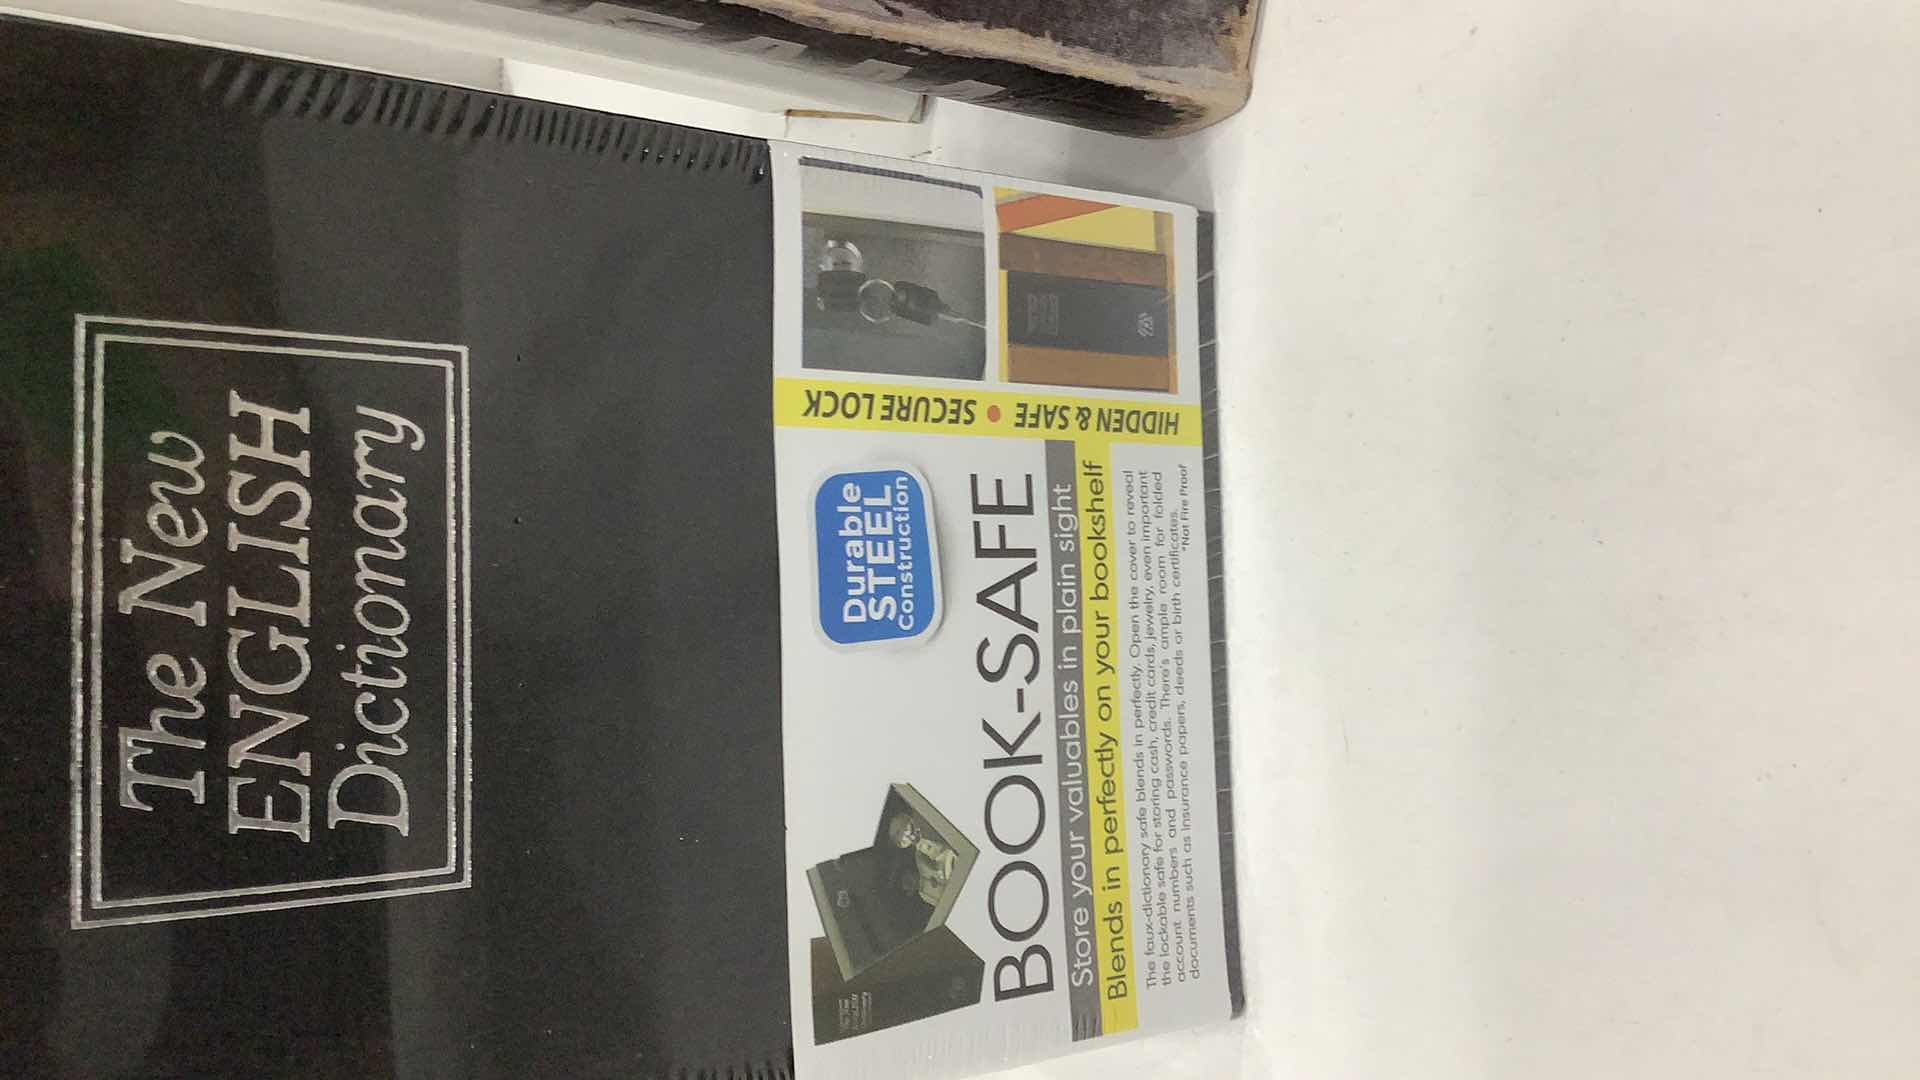 The New
ENGLISH
Dictionary
Durable
STEEL
Construction
BOOK-SAFE
Store your valuables in plain sight
Blends in perfectly on your bookshelf
The faux-dictionary safe blends in perfectly. Open the cover to reveal
the lockable safe for storing cash, credit cards, jewelry, even important
account numbers and passwords. There's ample room for folded
documents such as insurance papers, deeds or birth certificates.
*Not Fire Proof
HIDDEN & SAFE • SECURE LOCK